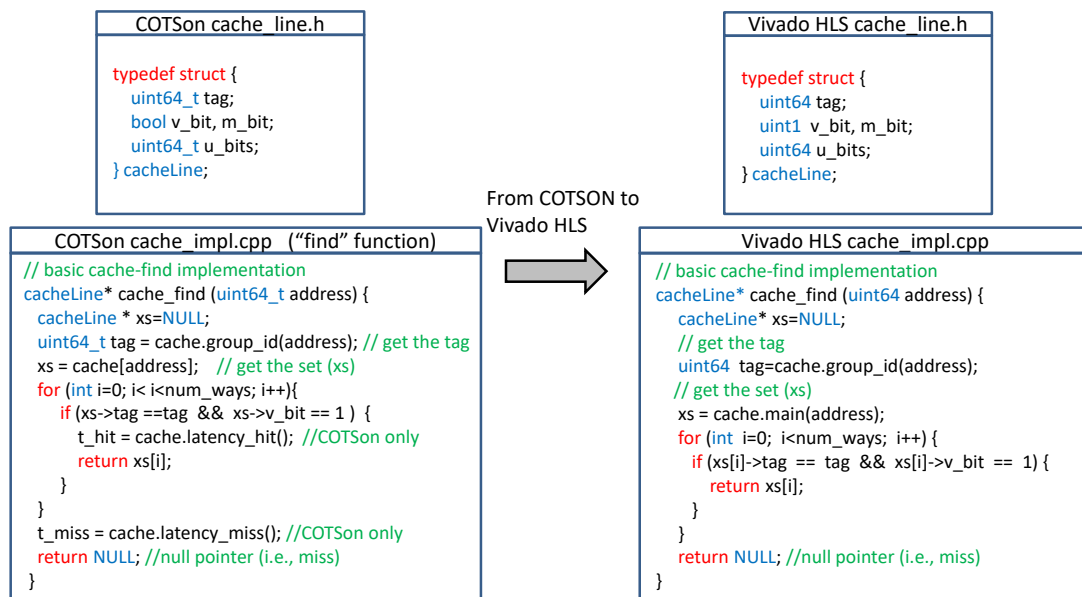 COTSon cache_line.h
typedef struct {
uint64_t tag;
bool v_bit, m_bit;
uint64_t u_bits;
} cacheLine;
Vivado HLS cache_line.h
typedef struct {
uint64 tag;
uint1 v_bit, m_bit;
uint64 u_bits;
} cacheLine;
From COTSON to
Vivado HLS
COTSon cache_impl.cpp (“find” function)
// basic cache-find implementation
cacheLine* cache_find (uint64_t address) {
cacheLine * xs=NULL;
uint64_t tag = cache.group_id(address); // get the tag
xs = cache[address]; // get the set (xs)
for (int i=0; i< i<num_ways; i++){
if (xs->tag ==tag && xs->v_bit == 1 ) {
t_hit = cache.latency_hit(); //COTSon only
return xs[i];
}
}
t_miss = cache.latency_miss(); //COTSon only
return NULL; //null pointer (i.e., miss)
}
Vivado HLS cache_impl.cpp
// basic cache-find implementation
cacheLine* cache_find (uint64 address) {
cacheLine* xs=NULL;
// get the tag
uint64 tag=cache.group_id(address);
// get the set (xs)
xs = cache.main(address);
for (int i=0; i<num_ways; i++) {
if (xs[i]->tag == tag && xs[i]->v_bit == 1) {
return xs[i];
}
}
return NULL; //null pointer (i.e., miss)
}